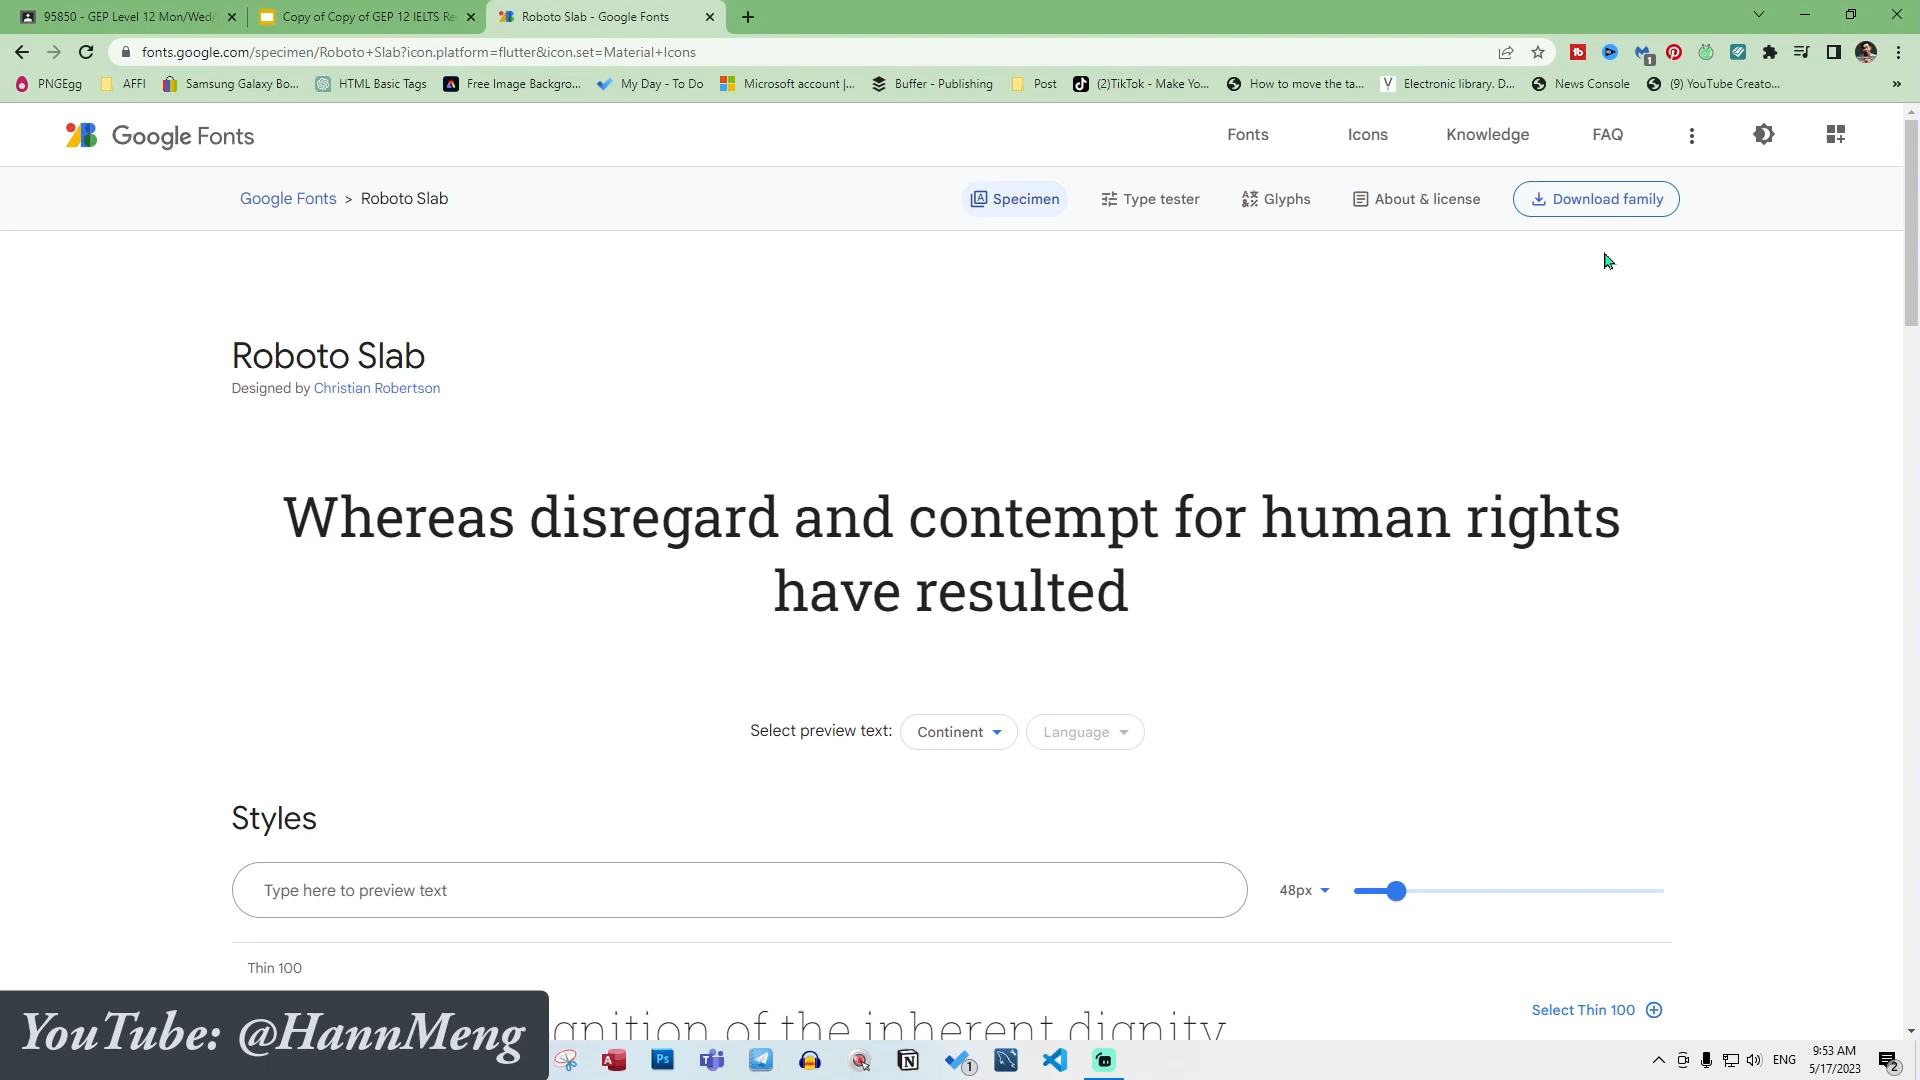 95850 - GEP Level 12 Mon/Wed/
Copy of Copy of GEP 12 IELTS Re
Roboto Slab - Google Fonts
fonts.google.com/specimen/Roboto+Slab?icon.platform=flutter&icon.set=Material+Icons
PNGEgg
AFFI
Samsung Galaxy Bo...
HTML Basic Tags
Free Image Backgro...
My Day - To Do
Microsoft account |...
Buffer - Publishing
Post
(2)TikTok - Make Yo...
How to move the ta...
Electronic library. D...
News Console
(9) YouTube Creato...
»
Google Fonts
Fonts
Icons
Knowledge
FAQ
Google Fonts > Roboto Slab
Specimen
Type tester
Glyphs
About & license
Download family
Roboto Slab
Designed by Christian Robertson
Whereas disregard and contempt for human rights
have resulted
Select preview text:
Continent
Language
Styles
Type here to preview text
48px
Thin 100
Select Thin 100
gnition of the inherent dignity
YouTube: @HannMeng
ENG
9:53 AM
5/17/2023